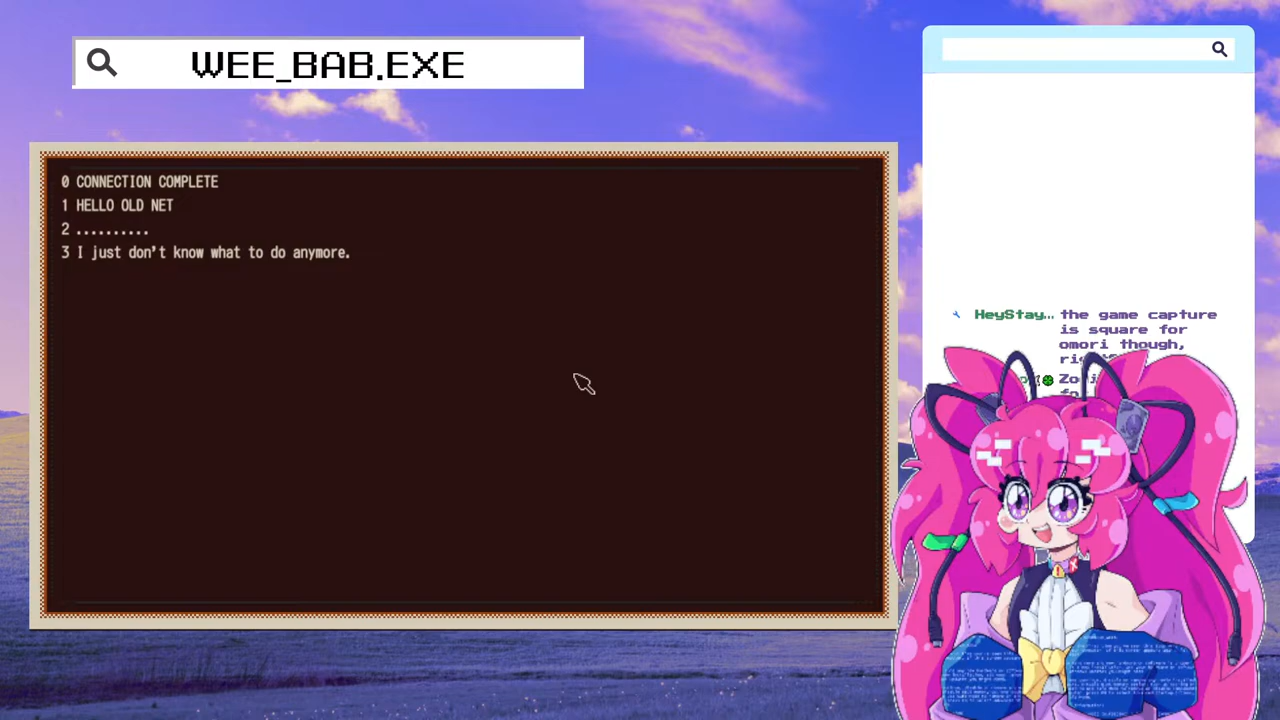 WEE_BAB.EXE
0 CONNECTION COMPLETE
1 HELLO OLD NET
2 ..........
3 I just don't know what to do anymore.
HeyStay… the game capture
is square for
omori though,